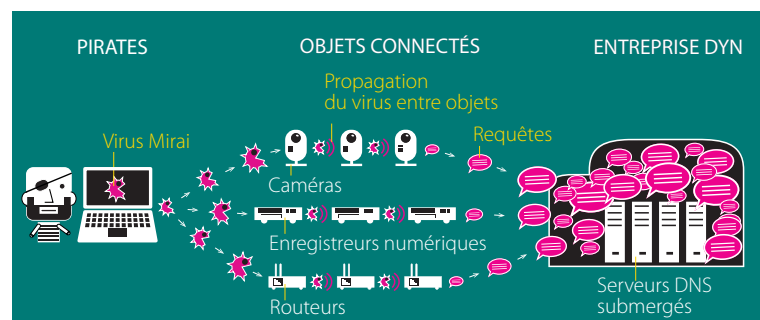 PIRATES
OBJETS CONNECTÉS
ENTREPRISE DYN
Propagation
du virus entre objets
Virus Mirai
Requêtes
Caméras
Enregistreurs numériques
Routeurs
Serveurs DNS
submergés